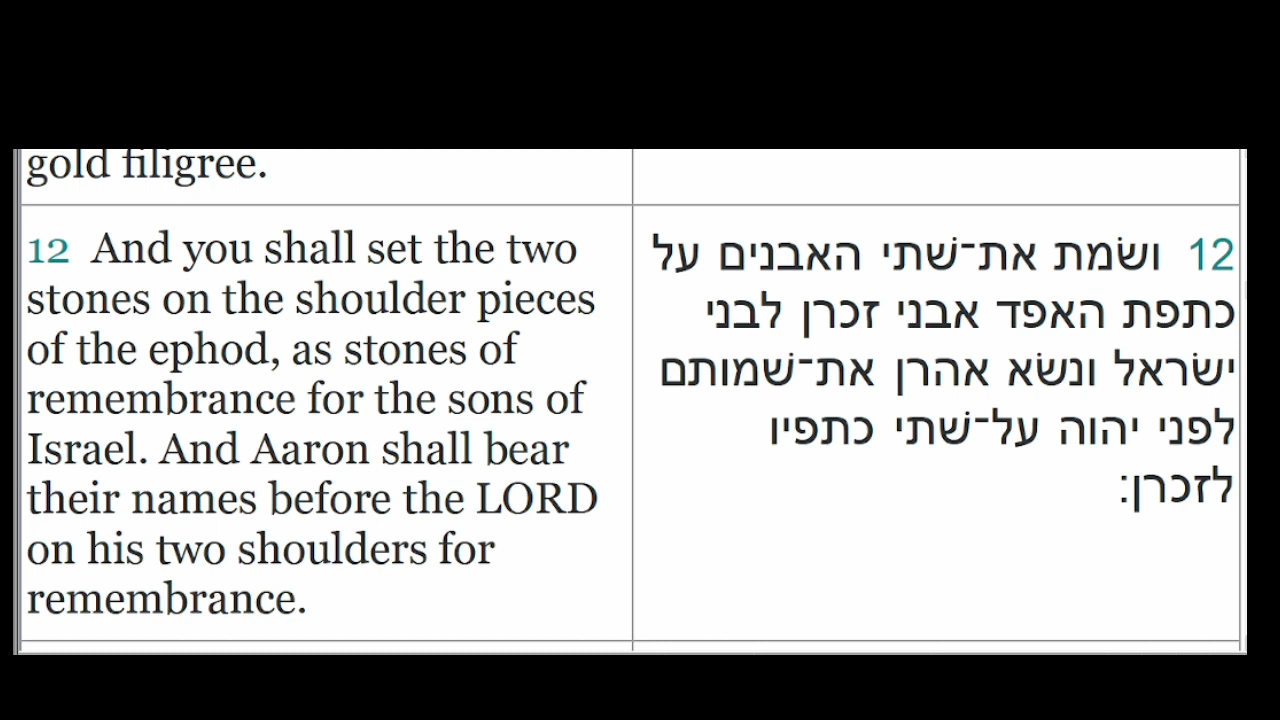 gold filigree.
12 And you shall set the two
stones on the shoulder pieces
of the ephod, as stones of
remembrance for the sons of
Israel. And Aaron shall bear
their names before the LORD
on his two shoulders for
remembrance.
12 ושׂמת את־שׁתי האבנים על
כתפת האפד אבני זכרן לבני
ישׂראל ונשׂא אהרן את־שׁמותם
לפני יהוה על־שׁתי כתפיו
לזכרן׃